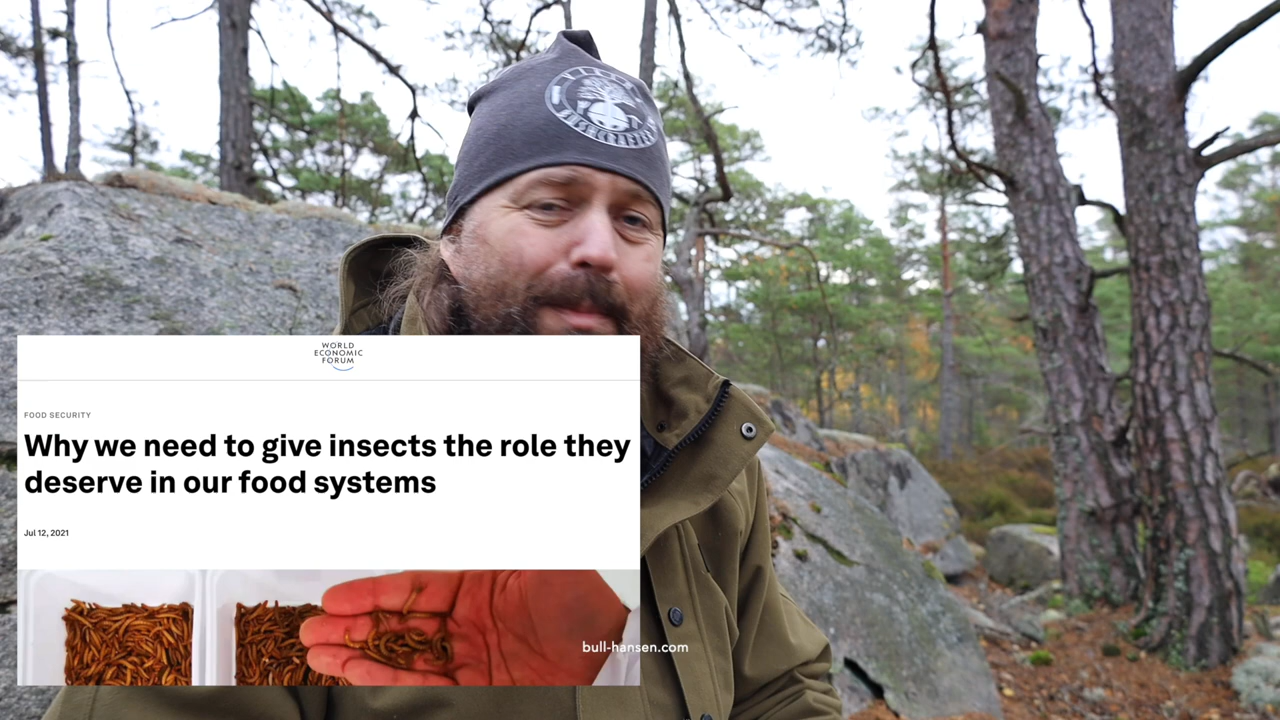 WORLD
ECONOMIC
FORUM
FOOD SECURITY
Why we need to give insects the role they
deserve in our food systems
Jul 12, 2021
bull-hansen.com